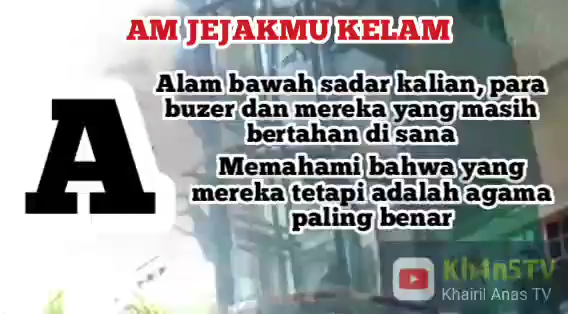 AM JEJAKMU KELAM
A
Alam bawah sadar kalian, para
buzer dan mereka yang masih
bertahan di sana
Memahami bahwa yang
mereka tetapi adalah agama
paling benar
Kh4n5TV
Khairil Anas TV